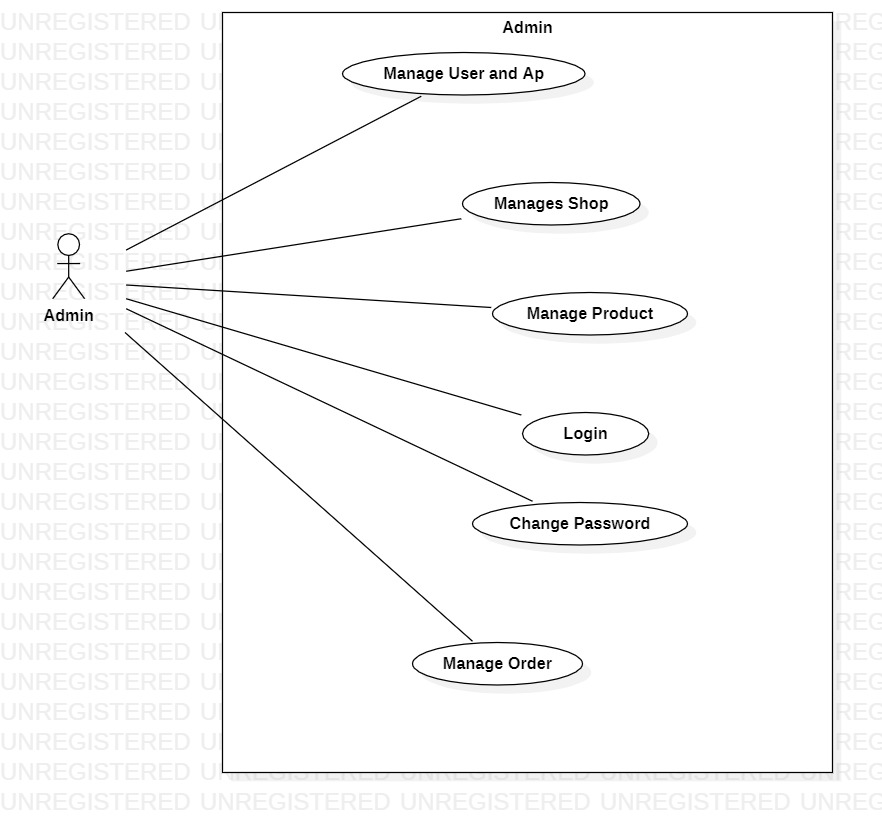 Admin
Manage User and Ap
Manages Shop
Manage Product
Admin
Login
Change Password
Manage Order
UNREGISTERED UNREGISTERED UNREGISTERED UNREGISTERED UNREG